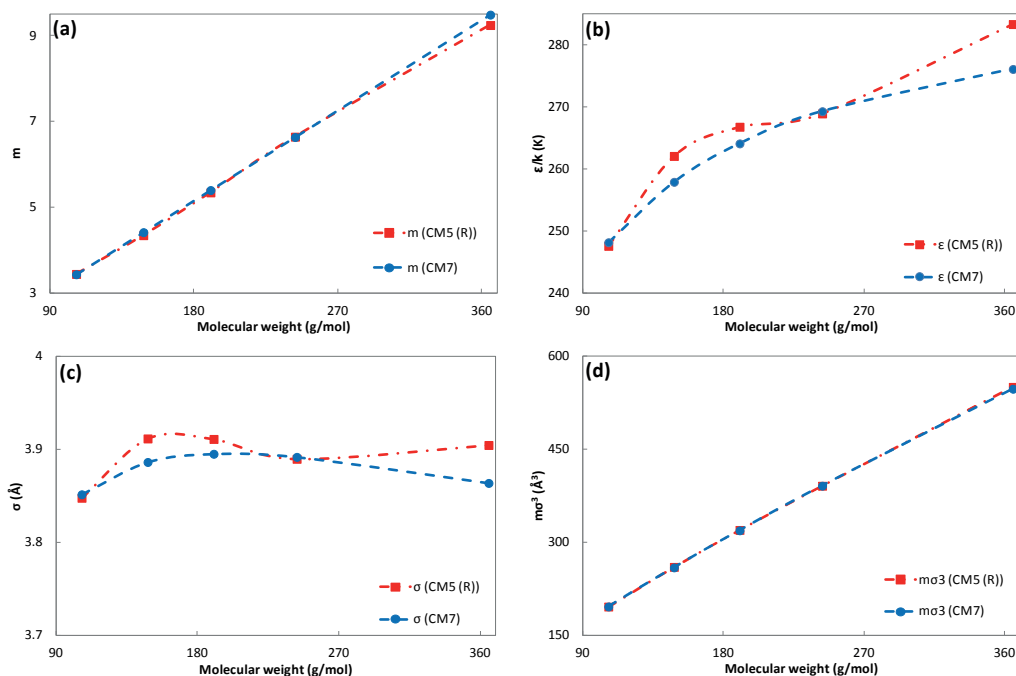 (a)
9
7
5
3
m
m (CM5 (R))
m (CM7)
90
180
270
360
Molecular weight (g/mol)
(b)
280
270
260
250
240
ε/k (K)
ε (CM5 (R))
ε (CM7)
90
180
270
360
Molecular weight (g/mol)
(c)
4
3.9
3.8
3.7
σ (Å)
σ (CM5 (R))
σ (CM7)
90
180
270
360
Molecular weight (g/mol)
(d)
600
450
300
150
mσ³ (Å³)
mσ3 (CM5 (R))
mσ3 (CM7)
90
180
270
360
Molecular weight (g/mol)